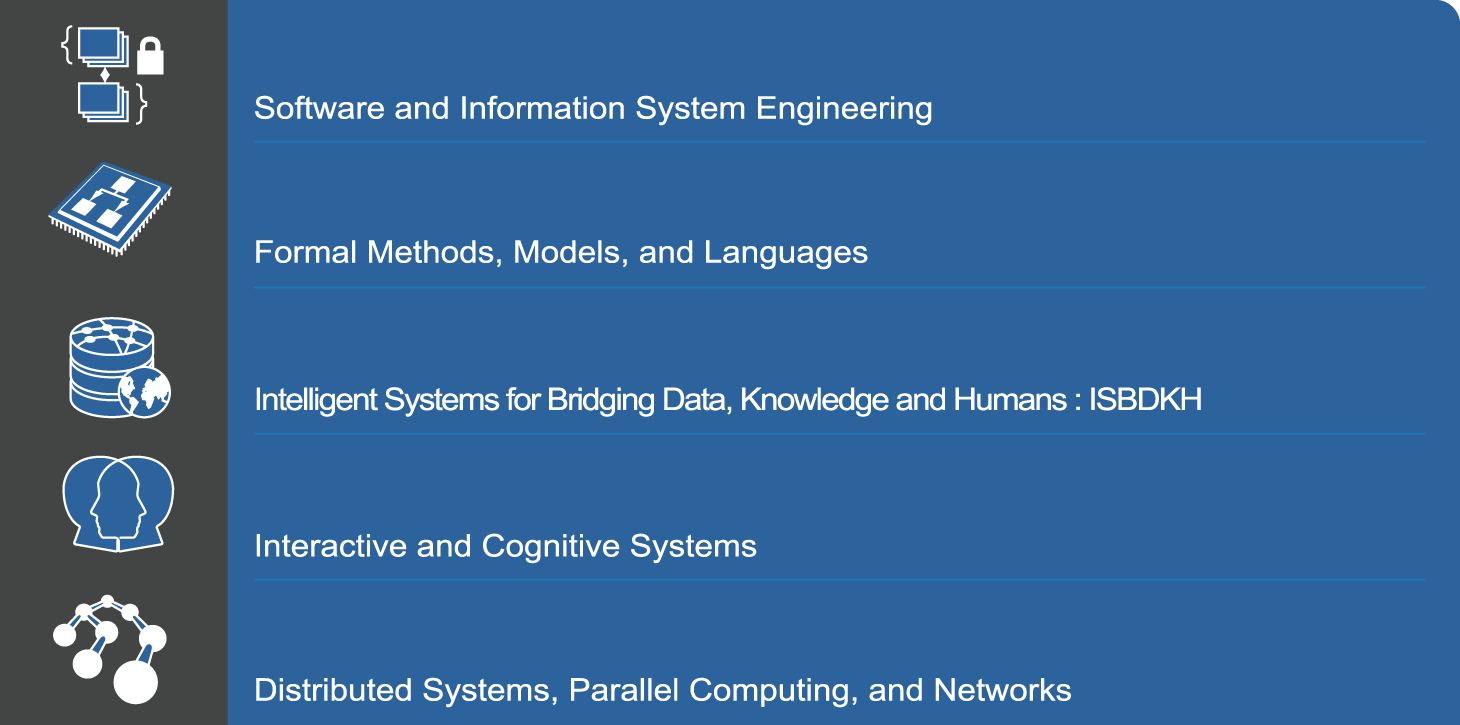 Software and Information System Engineering
Formal Methods, Models, and Languages
Intelligent Systems for Bridging Data, Knowledge and Humans : ISBDKH
Interactive and Cognitive Systems
Distributed Systems, Parallel Computing, and Networks